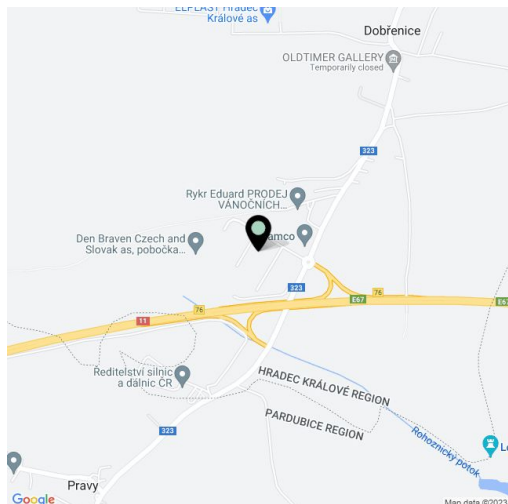 ELPLAST Hradec
Králové as
Dobřenice
OLDTIMER GALLERY
Temporarily closed
323
Rykr Eduard PRODEJ
VÁNOČNÍCH...
Den Braven Czech and
Slovak as, pobočka...
amco
323
76
76
E67
E67
11
Ředitelství silnic
a dálnic ČR
HRADEC KRÁLOVÉ REGION
PARDUBICE REGION
Rohoznický potok
323
Pravy
Google
Map data ©2023